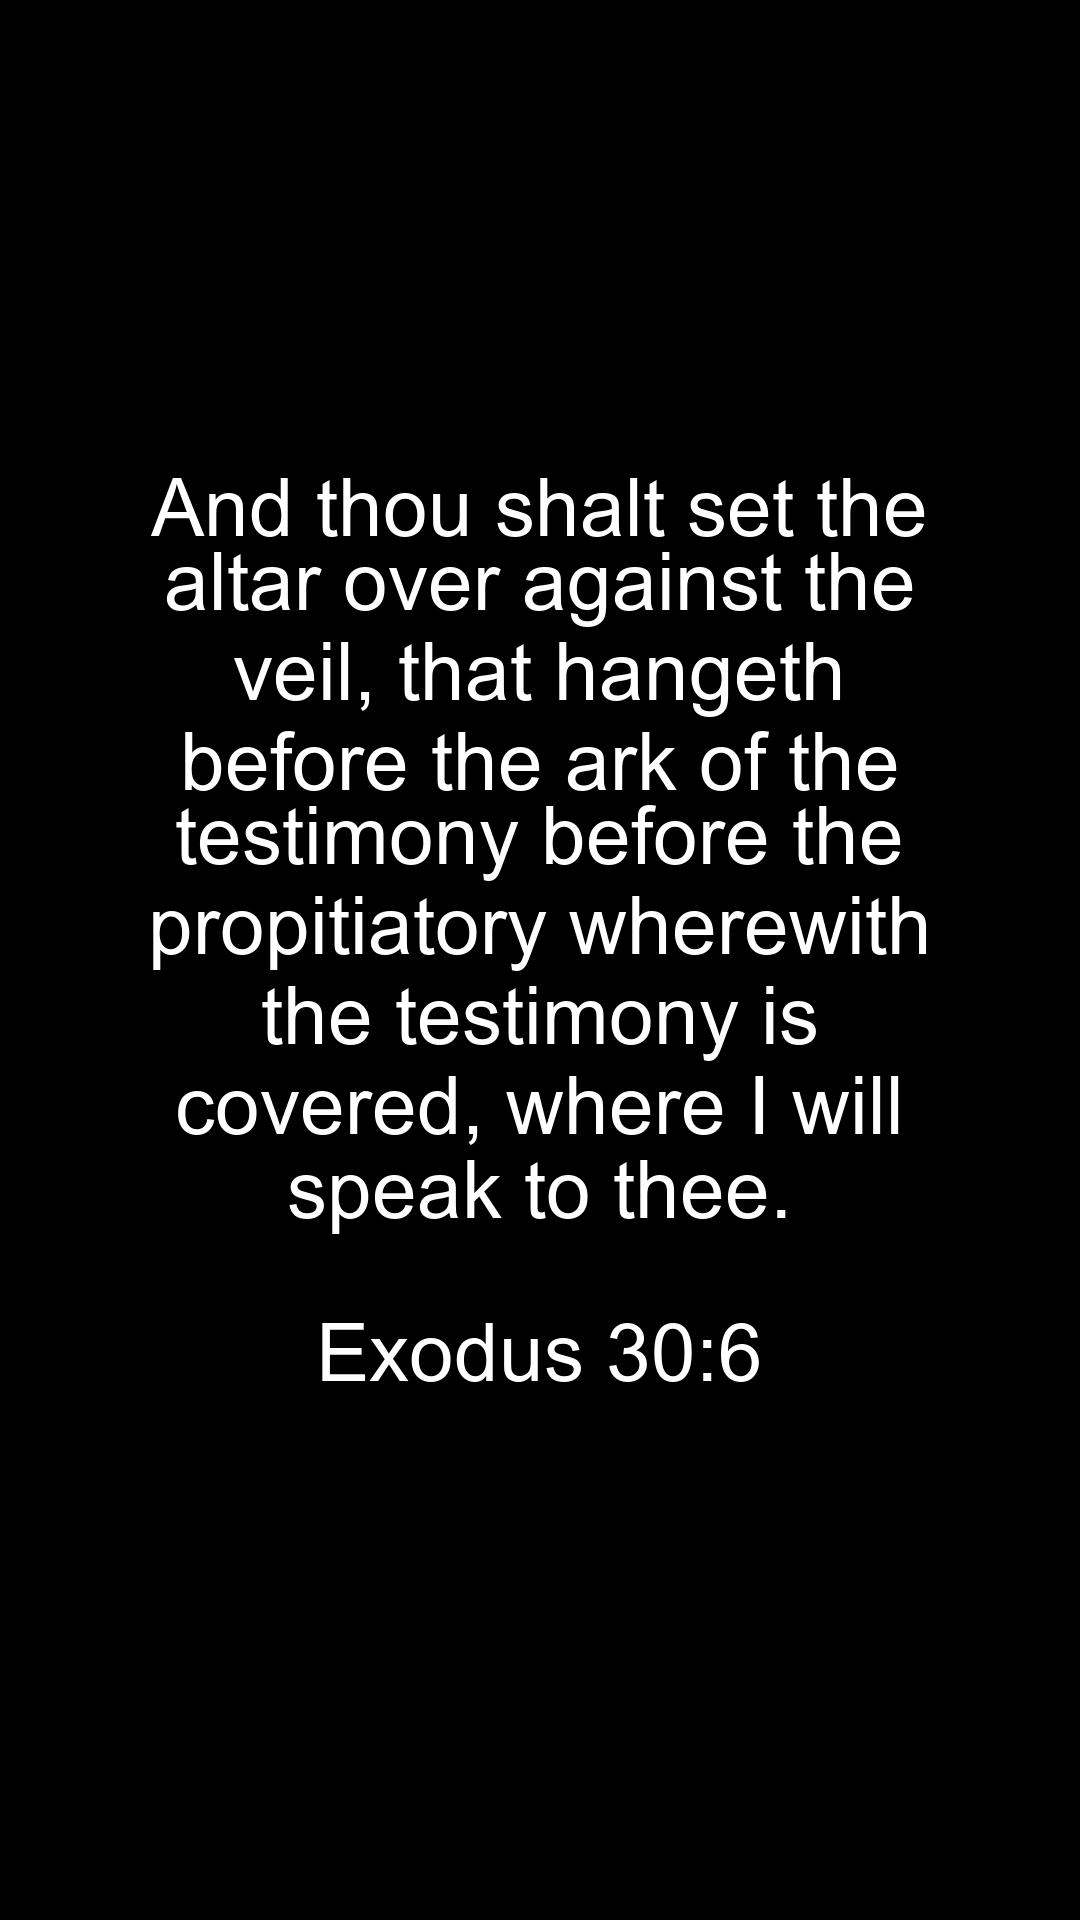 And thou shalt set the
altar over against the
veil, that hangeth
before the ark of the
testimony before the
propitiatory wherewith
the testimony is
covered, where I will
speak to thee.
Exodus 30:6